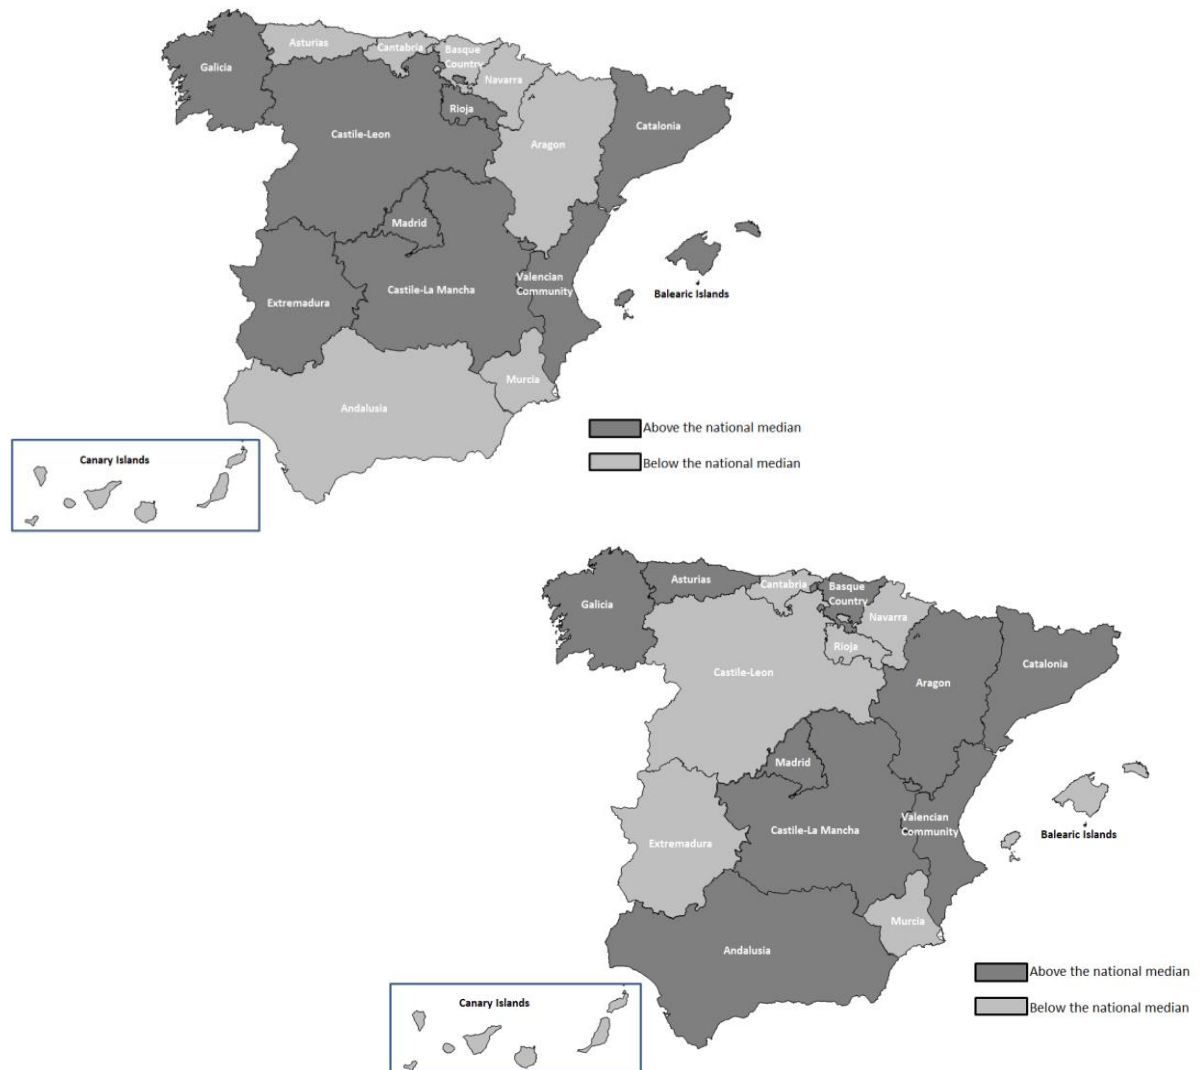 Asturias
Cantabria
Basque
Country
Navarra
Galicia
Rioja
Catalonia
Castile-Leon
Aragon
Madrid
Valencian
Community
Castile-La Mancha
Balearic Islands
Extremadura
Murcia
Andalusia
Above the national median
Below the national median
Canary Islands
Asturias
Cantabria
Basque
Country
Galicia
Navarra
Rioja
Catalonia
Castile-Leon
Aragon
Madrid
Valencian
Community
Castile-La Mancha
Balearic Islands
Extremadura
Murcia
Andalusia
Above the national median
Below the national median
Canary Islands